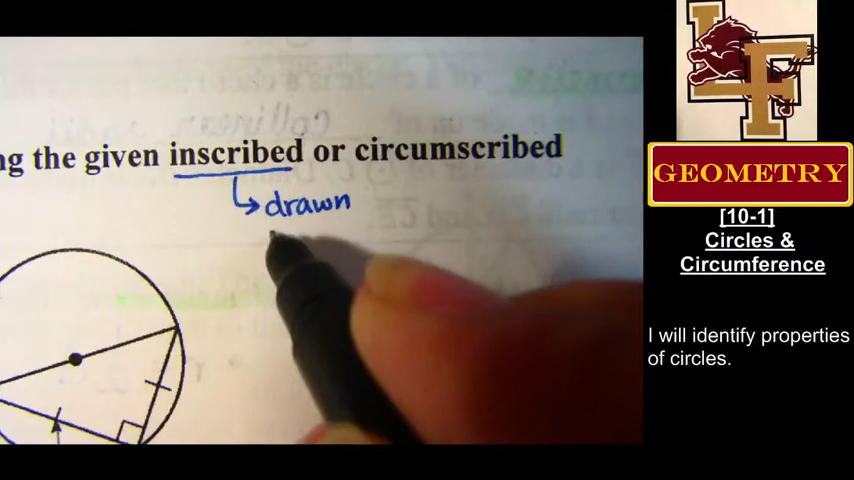 ng the given inscribed or circumscribed
drawn
LF
GEOMETRY
[10-1]
Circles &
Circumference
I will identify properties
of circles.